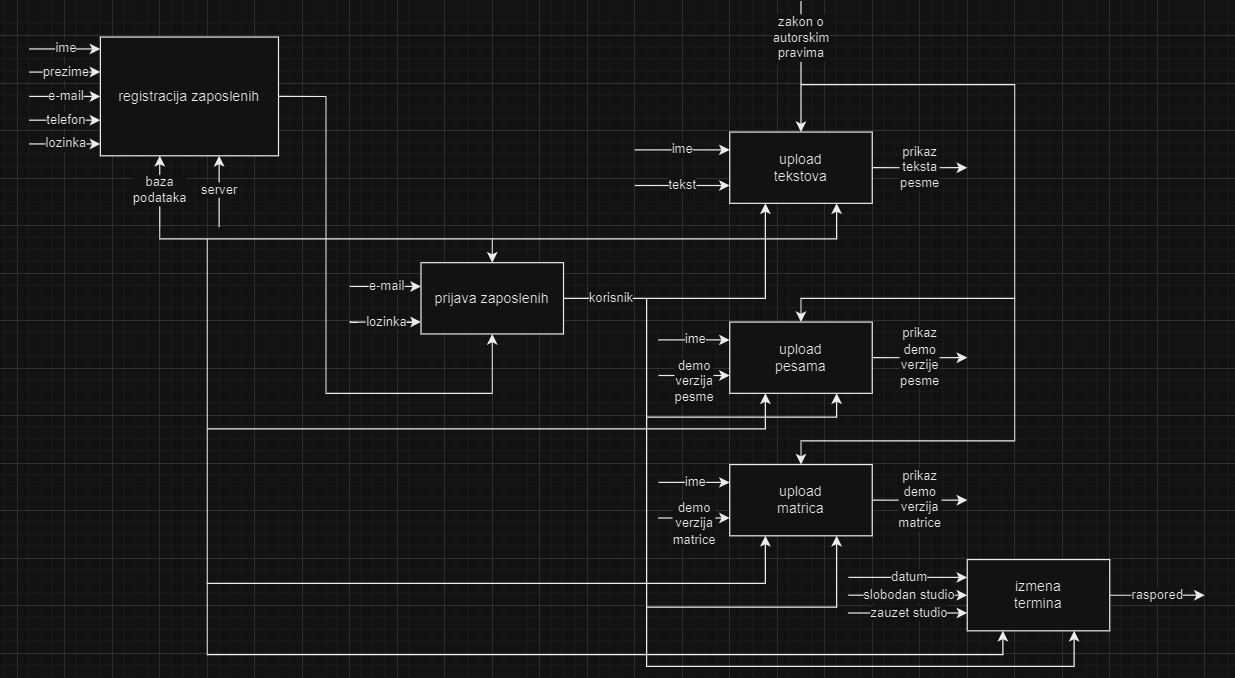 zakon o
autorskim
pravima
ime
prezime
e-mail
telefon
lozinka
registracija zaposlenih
baza
podataka
server
ime
tekst
upload
tekstova
prikaz
teksta
pesme
e-mail
lozinka
prijava zaposlenih
korisnik
ime
demo
verzija
pesme
upload
pesama
prikaz
demo
verzije
pesme
ime
demo
verzija
matrice
upload
matrica
prikaz
demo
verzija
matrice
datum
slobodan studio
zauzet studio
izmena
termina
raspored